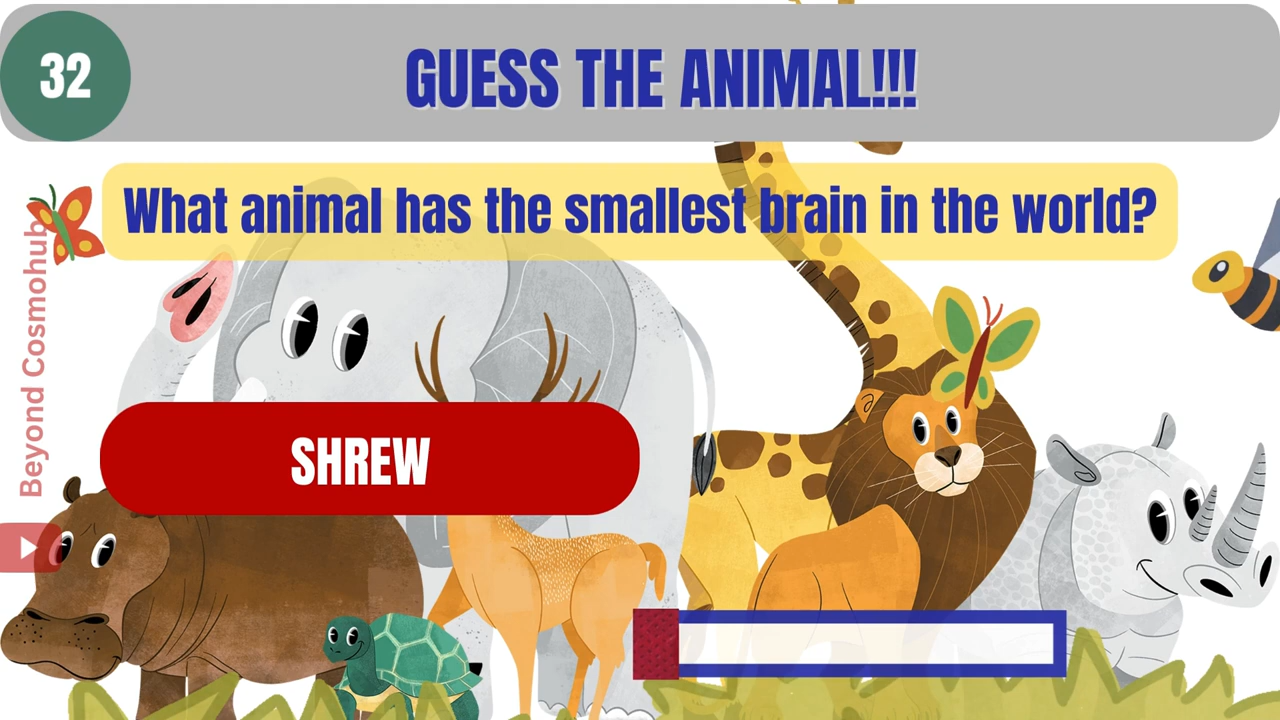 32
GUESS THE ANIMAL!!!
What animal has the smallest brain in the world?
Beyond Cosmohub
SHREW